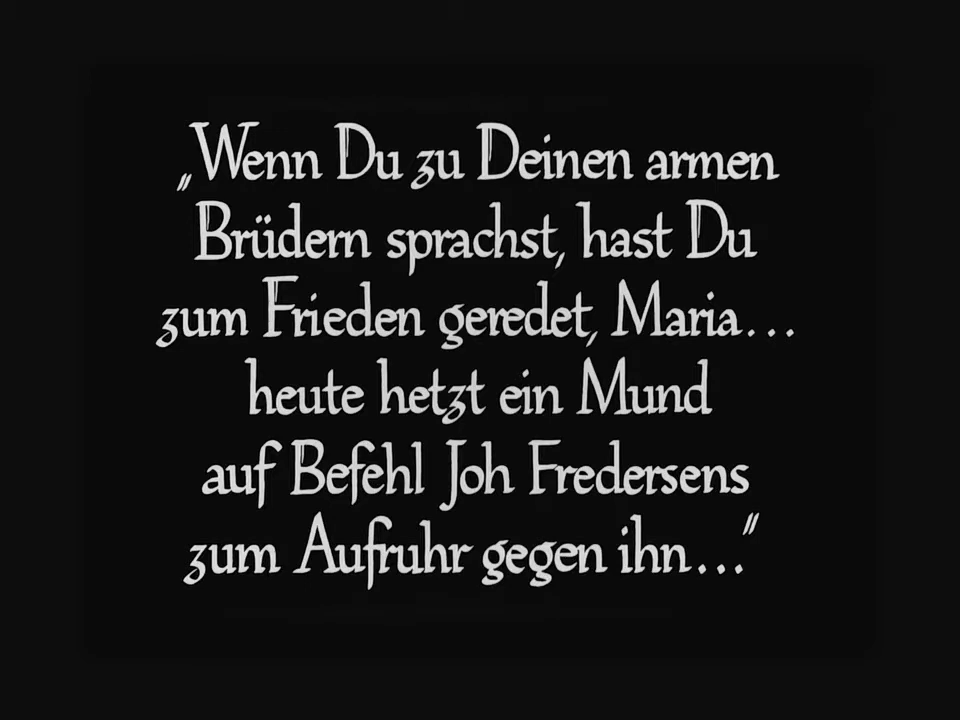 „Wenn Du zu Deinen armen
Brüdern sprachst, hast Du
zum Frieden geredet, Maria...
heute hetzt ein Mund
auf Befehl Joh Fredersens
zum Aufruhr gegen ihn...”